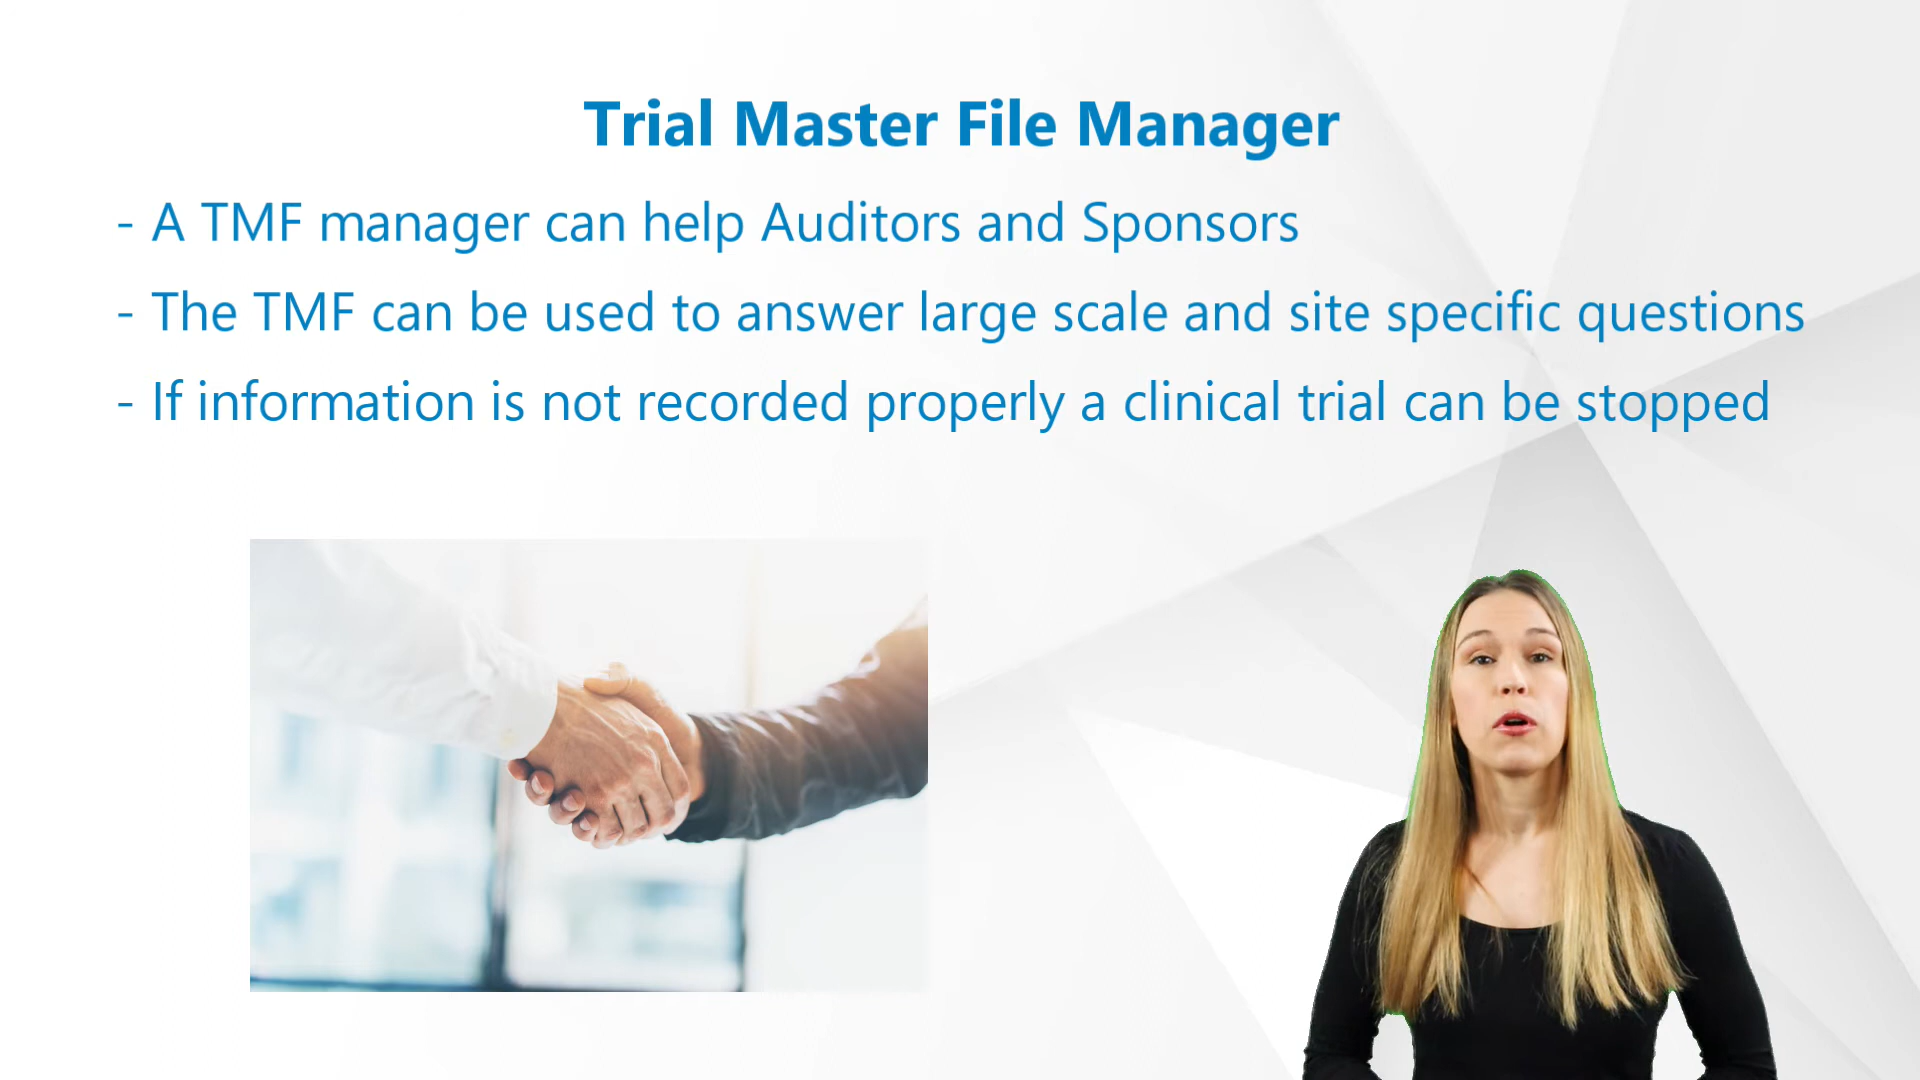 Trial Master File Manager
- A TMF manager can help Auditors and Sponsors
- The TMF can be used to answer large scale and site specific questions
- If information is not recorded properly a clinical trial can be stopped